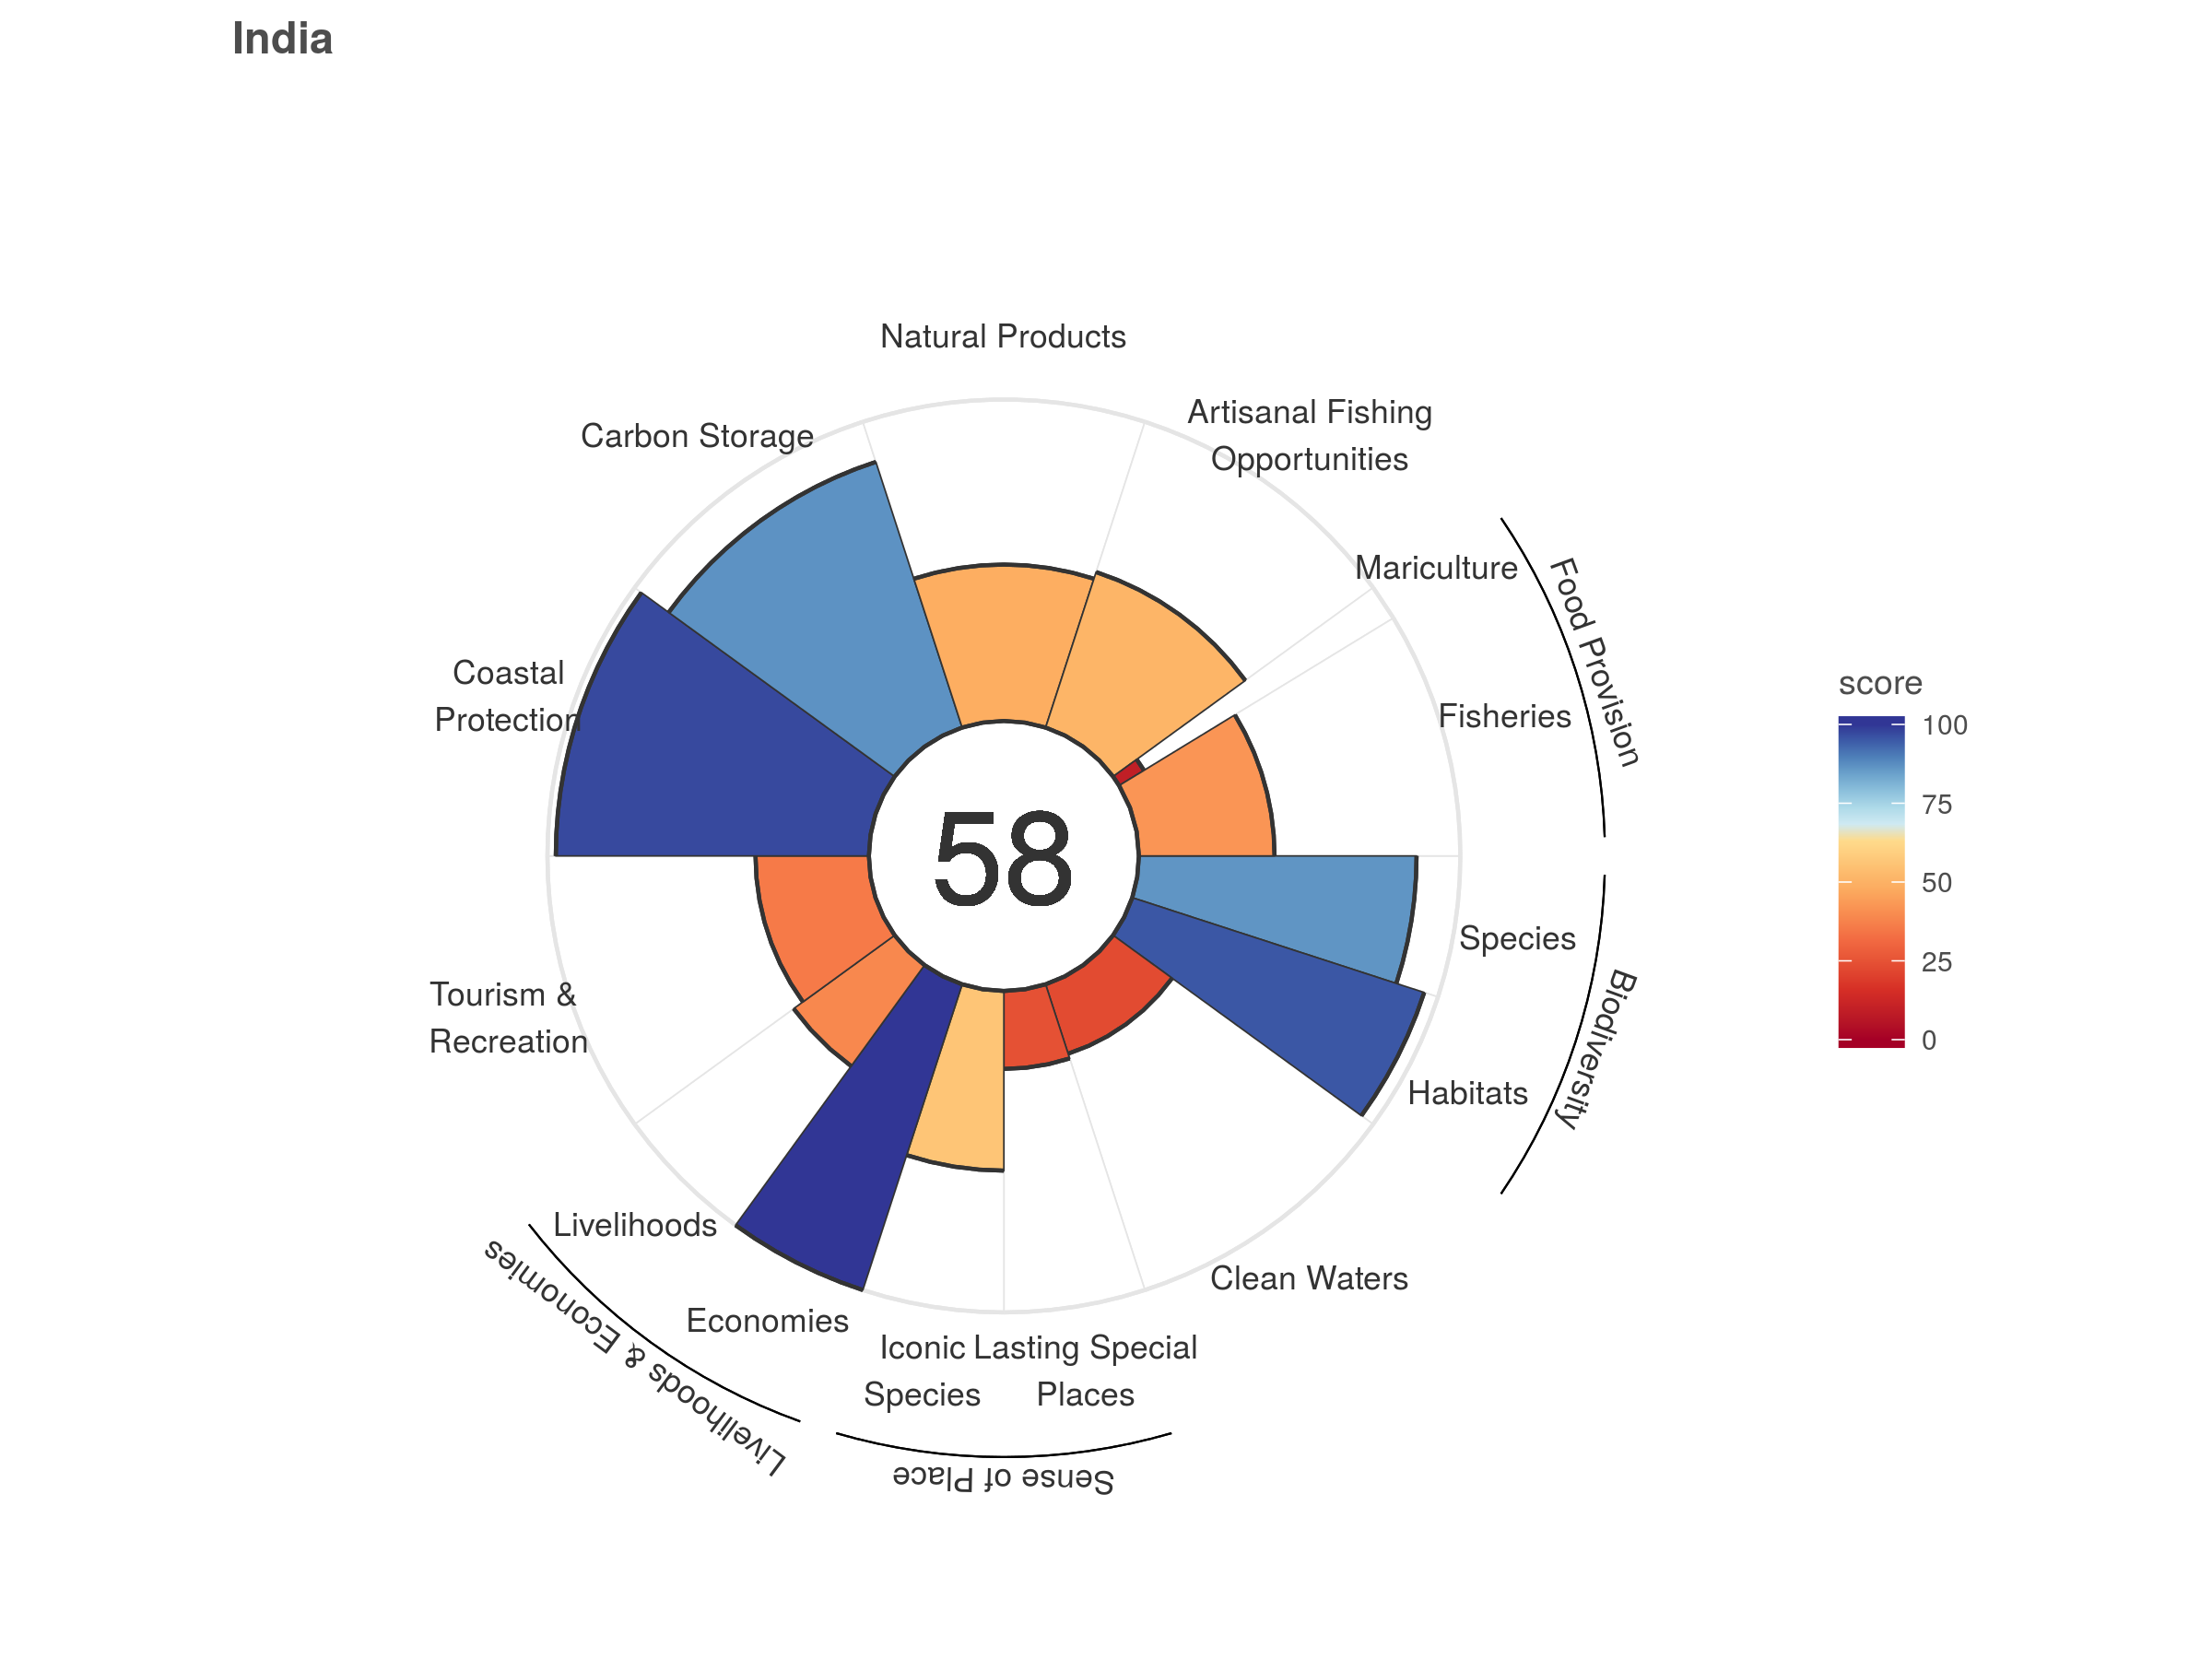 India
Natural Products
Artisanal Fishing
Opportunities
Carbon Storage
Mariculture
Food Provision
Fisheries
Coastal
Protection
score
100
75
50
25
0
58
Species
Biodiversity
Habitats
Tourism &
Recreation
Livelihoods
Livelihoods & Economies
Economies
Clean Waters
Iconic
Species
Lasting Special
Places
Sense of Place